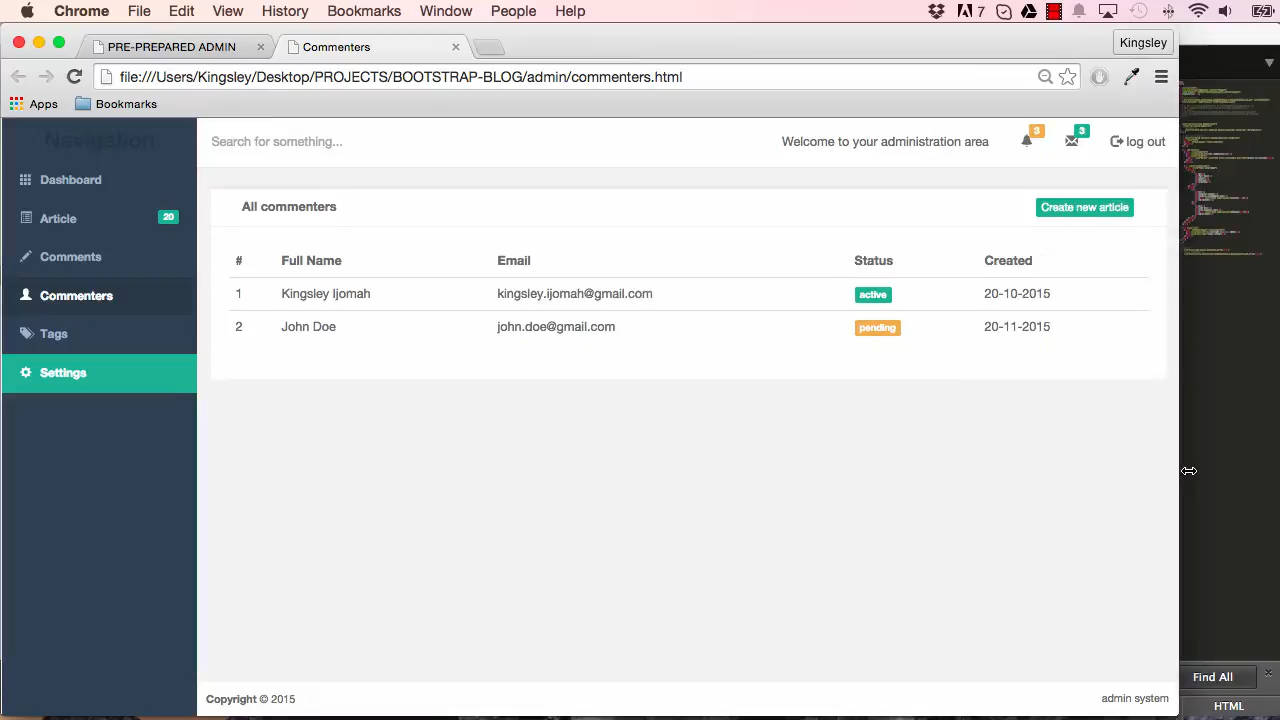 Chrome File Edit View History Bookmarks Window People Help 7
PRE-PREPARED ADMIN Commenters Kingsley
file:///Users/Kingsley/Desktop/PROJECTS/BOOTSTRAP-BLOG/admin/commenters.html
Apps Bookmarks
Navigation
Search for something... Welcome to your administration area 3 3 log out
Dashboard
Article 20
Comments
Commenters
Tags
Settings
All commenters Create new article
# Full Name Email Status Created
1 Kingsley Ijomah kingsley.ijomah@gmail.com active 20-10-2015
2 John Doe john.doe@gmail.com pending 20-11-2015
Copyright © 2015 admin system
Find All
HTML